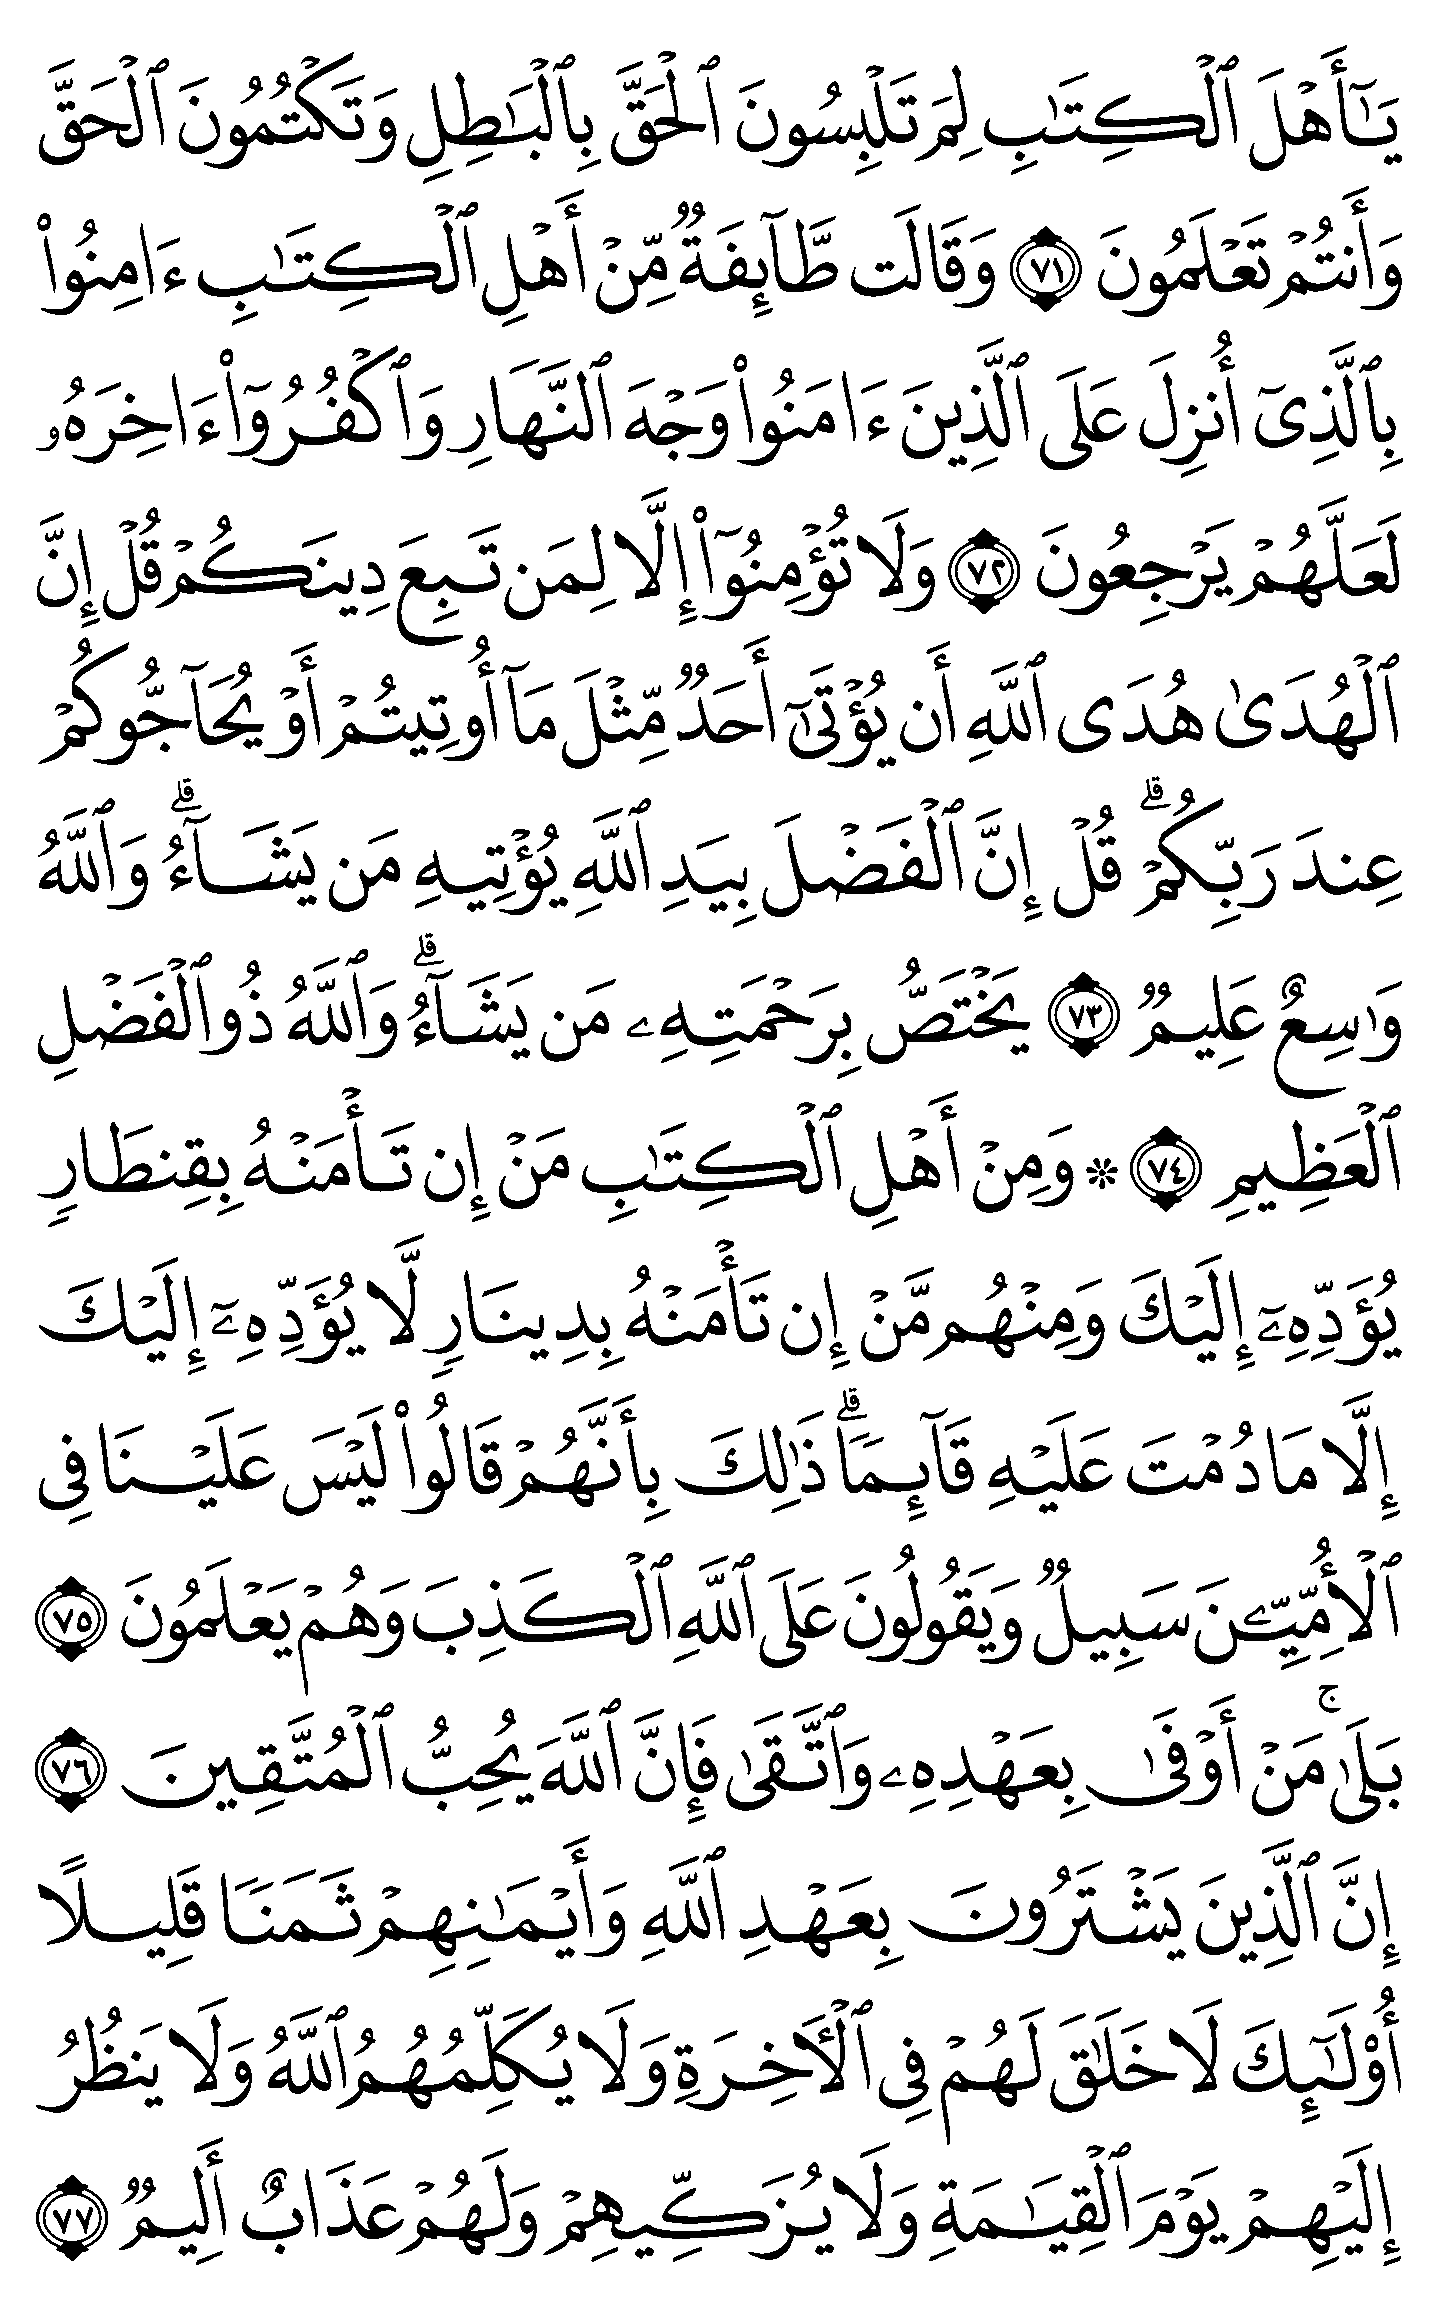 يَٰٓأَهۡلَ ٱلۡكِتَٰبِ لِمَ تَلۡبِسُونَ ٱلۡحَقَّ بِٱلۡبَٰطِلِ وَتَكۡتُمُونَ ٱلۡحَقَّ
وَأَنتُمۡ تَعۡلَمُونَ ٧١ وَقَالَت طَّآئِفَةٞ مِّنۡ أَهۡلِ ٱلۡكِتَٰبِ ءَامِنُواْ
بِٱلَّذِيٓ أُنزِلَ عَلَى ٱلَّذِينَ ءَامَنُواْ وَجۡهَ ٱلنَّهَارِ وَٱكۡفُرُوٓاْ ءَاخِرَهُۥ
لَعَلَّهُمۡ يَرۡجِعُونَ ٧٢ وَلَا تُؤۡمِنُوٓاْ إِلَّا لِمَن تَبِعَ دِينَكُمۡ قُلۡ إِنَّ
ٱلۡهُدَىٰ هُدَى ٱللَّهِ أَن يُؤۡتَىٰٓ أَحَدٞ مِّثۡلَ مَآ أُوتِيتُمۡ أَوۡ يُحَآجُّوكُمۡ
عِندَ رَبِّكُمۡۗ قُلۡ إِنَّ ٱلۡفَضۡلَ بِيَدِ ٱللَّهِ يُؤۡتِيهِ مَن يَشَآءُۗ وَٱللَّهُ
وَٰسِعٌ عَلِيمٞ ٧٣ يَخۡتَصُّ بِرَحۡمَتِهِۦ مَن يَشَآءُۗ وَٱللَّهُ ذُو ٱلۡفَضۡلِ
ٱلۡعَظِيمِ ٧٤ ۞ وَمِنۡ أَهۡلِ ٱلۡكِتَٰبِ مَنۡ إِن تَأۡمَنۡهُ بِقِنطَارٖ
يُؤَدِّهِۦٓ إِلَيۡكَ وَمِنۡهُم مَّنۡ إِن تَأۡمَنۡهُ بِدِينَارٖ لَّا يُؤَدِّهِۦٓ إِلَيۡكَ
إِلَّا مَا دُمۡتَ عَلَيۡهِ قَآئِمٗاۗ ذَٰلِكَ بِأَنَّهُمۡ قَالُواْ لَيۡسَ عَلَيۡنَا فِي
ٱلۡأُمِّيِّـۧنَ سَبِيلٞ وَيَقُولُونَ عَلَى ٱللَّهِ ٱلۡكَذِبَ وَهُمۡ يَعۡلَمُونَ ٧٥
بَلَىٰۚ مَنۡ أَوۡفَىٰ بِعَهۡدِهِۦ وَٱتَّقَىٰ فَإِنَّ ٱللَّهَ يُحِبُّ ٱلۡمُتَّقِينَ ٧٦
إِنَّ ٱلَّذِينَ يَشۡتَرُونَ بِعَهۡدِ ٱللَّهِ وَأَيۡمَٰنِهِمۡ ثَمَنٗا قَلِيلًا
أُوْلَٰٓئِكَ لَا خَلَٰقَ لَهُمۡ فِي ٱلۡأٓخِرَةِ وَلَا يُكَلِّمُهُمُ ٱللَّهُ وَلَا يَنظُرُ
إِلَيۡهِمۡ يَوۡمَ ٱلۡقِيَٰمَةِ وَلَا يُزَكِّيهِمۡ وَلَهُمۡ عَذَابٌ أَلِيمٞ ٧٧